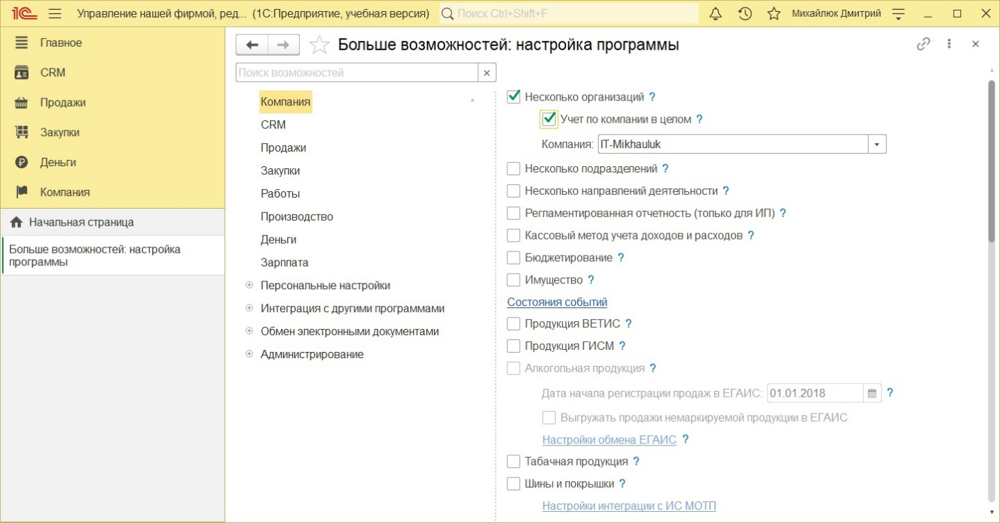 1С Управление нашей фирмой, ред... (1С:Предприятие, учебная версия) Поиск Ctrl+Shift+F Михайлюк Дмитрий
Главное
CRM
Продажи
Закупки
Деньги
Компания
Начальная страница
Больше возможностей: настройка
программы
Больше возможностей: настройка программы
Поиск возможностей
Компания
CRM
Продажи
Закупки
Работы
Производство
Деньги
Зарплата
Персональные настройки
Интеграция с другими программами
Обмен электронными документами
Администрирование
Несколько организаций ?
Учет по компании в целом ?
Компания: IT-Mikhauluk
Несколько подразделений ?
Несколько направлений деятельности ?
Регламентированная отчетность (только для ИП) ?
Кассовый метод учета доходов и расходов ?
Бюджетирование ?
Имущество ?
Состояния событий
Продукция ВЕТИС ?
Продукция ГИСМ ?
Алкогольная продукция ?
Дата начала регистрации продаж в ЕГАИС: 01.01.2018 ?
Выгружать продажи немаркируемой продукции в ЕГАИС
Настройки обмена ЕГАИС ?
Табачная продукция ?
Шины и покрышки ?
Настройки интеграции с ИС МОТП